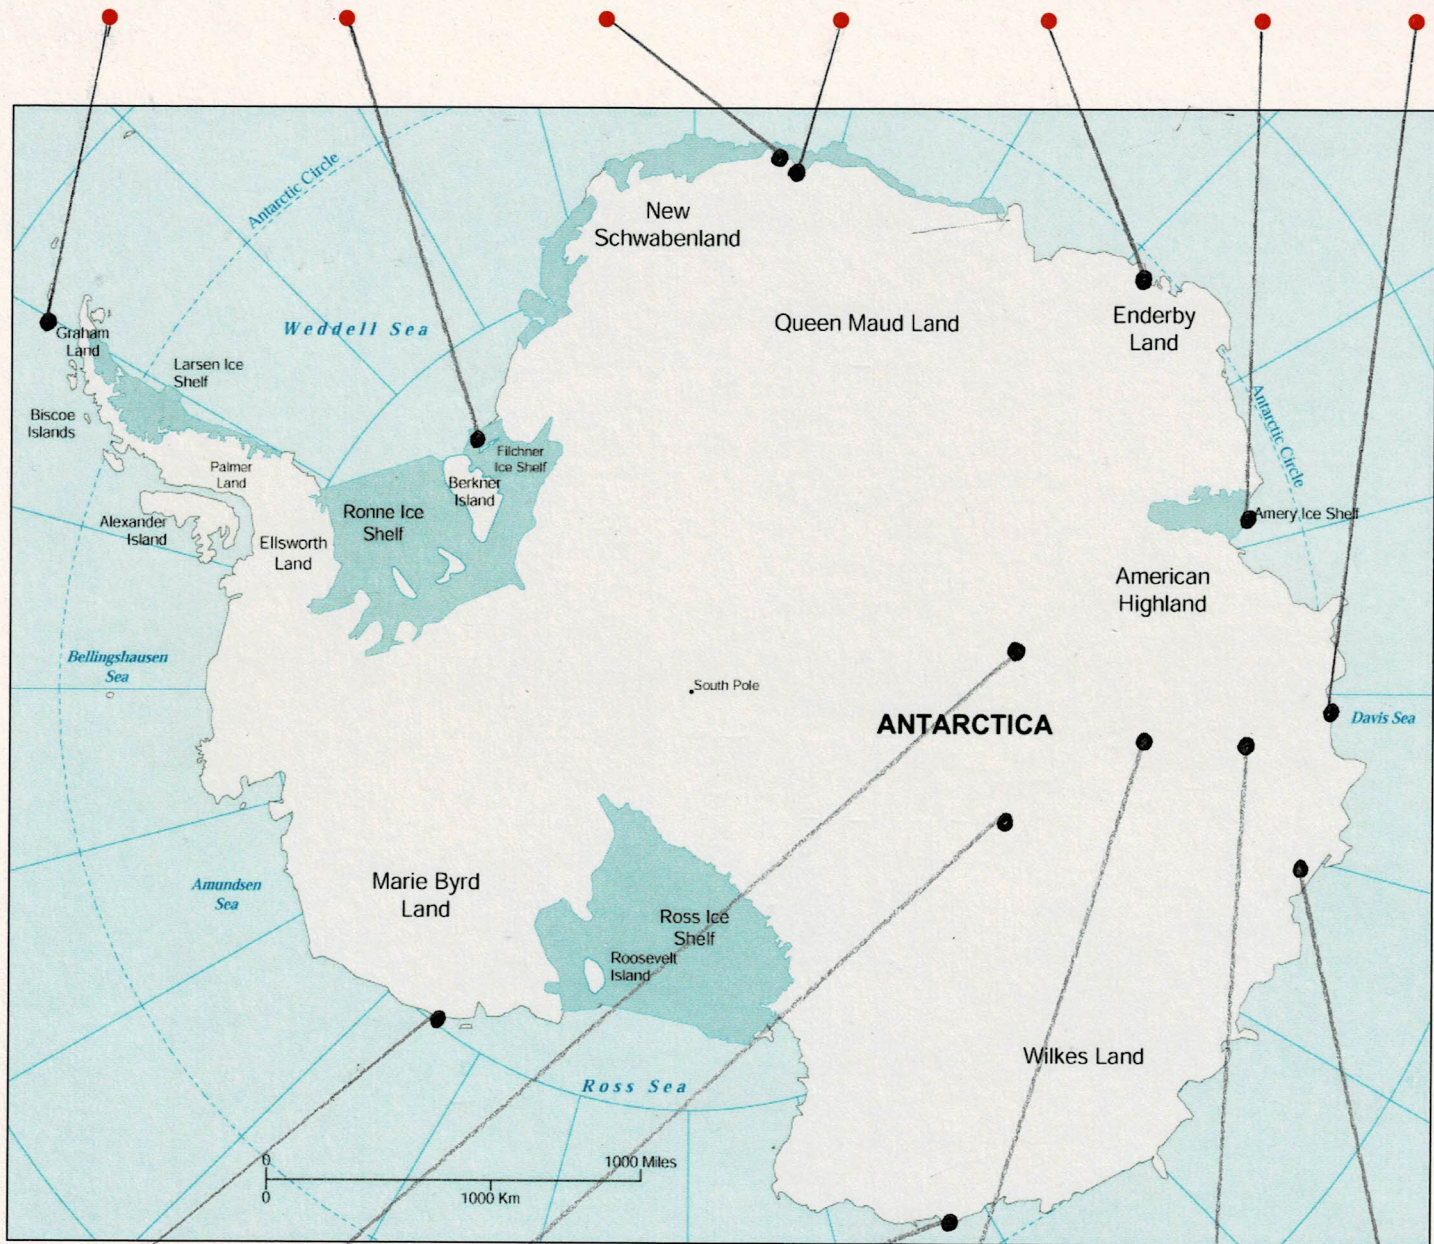 Antarctic Circle
New
Schwabenland
Weddell Sea
Queen Maud Land
Enderby
Land
Graham
Land
Larsen Ice
Shelf
Antarctic Circle
Biscoe
Islands
Filchner
Ice Shelf
Palmer
Land
Berkner
Island
Ronne Ice
Shelf
Amery Ice Shelf
Alexander
Island
Ellsworth
Land
American
Highland
Bellingshausen
Sea
South Pole
ANTARCTICA
Davis Sea
Marie Byrd
Land
Amundsen
Sea
Ross Ice
Shelf
Roosevelt
Island
Wilkes Land
Ross Sea
0
1000 Miles
0
1000 Km